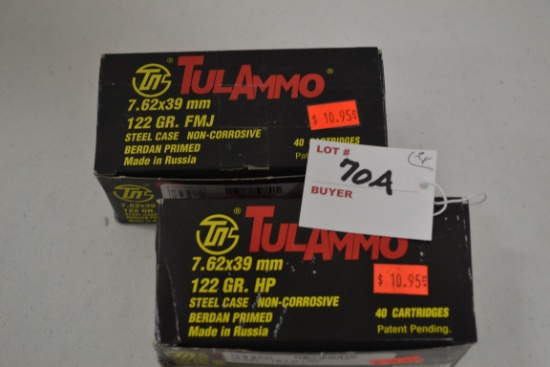 TULAMMO®
7.62x39 mm
122 GR. FMJ
STEEL CASE NON-CORROSIVE
BERDAN PRIMED
Made in Russia
$ 10.95¢
40 CARTRIDGES
LOT #
70A
BUYER
TULAMMO
7.62x39 mm
122 GR. HP
STEEL CASE NON-CORROSIVE
BERDAN PRIMED
Made in Russia
$ 10.95¢
40 CARTRIDGES
Patent Pending.